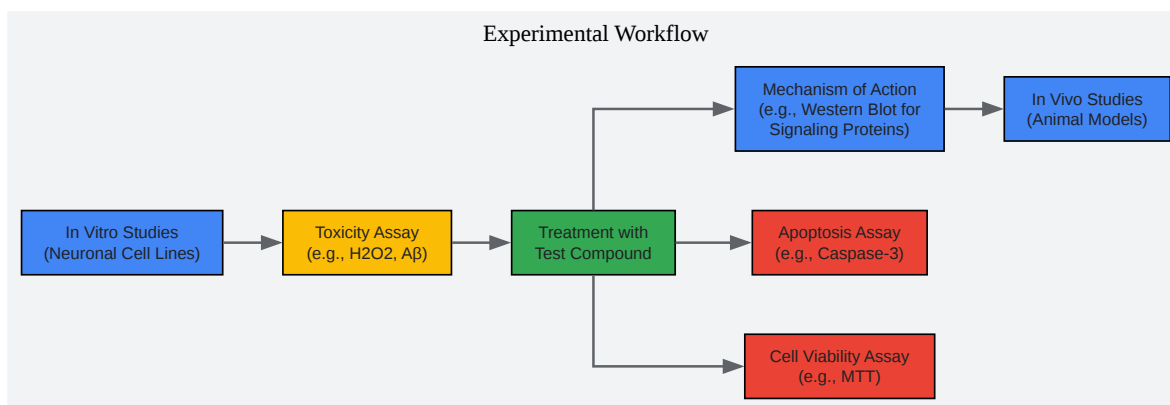 Experimental Workflow
Mechanism of Action
(e.g., Western Blot for
Signaling Proteins)
In Vivo Studies
(Animal Models)
In Vitro Studies
(Neuronal Cell Lines)
Toxicity Assay
(e.g., H2O2, Aβ)
Treatment with
Test Compound
Apoptosis Assay
(e.g., Caspase-3)
Cell Viability Assay
(e.g., MTT)